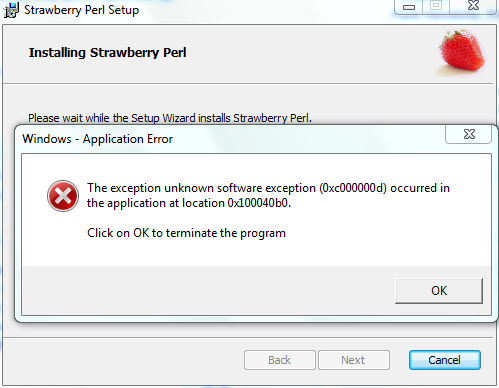 Strawberry Perl Setup
Installing Strawberry Perl
Please wait while the Setup Wizard installs Strawberry Perl.
Windows - Application Error
The exception unknown software exception (0xc000000d) occurred in
the application at location 0x100040b0.
Click on OK to terminate the program
OK
Back
Next
Cancel